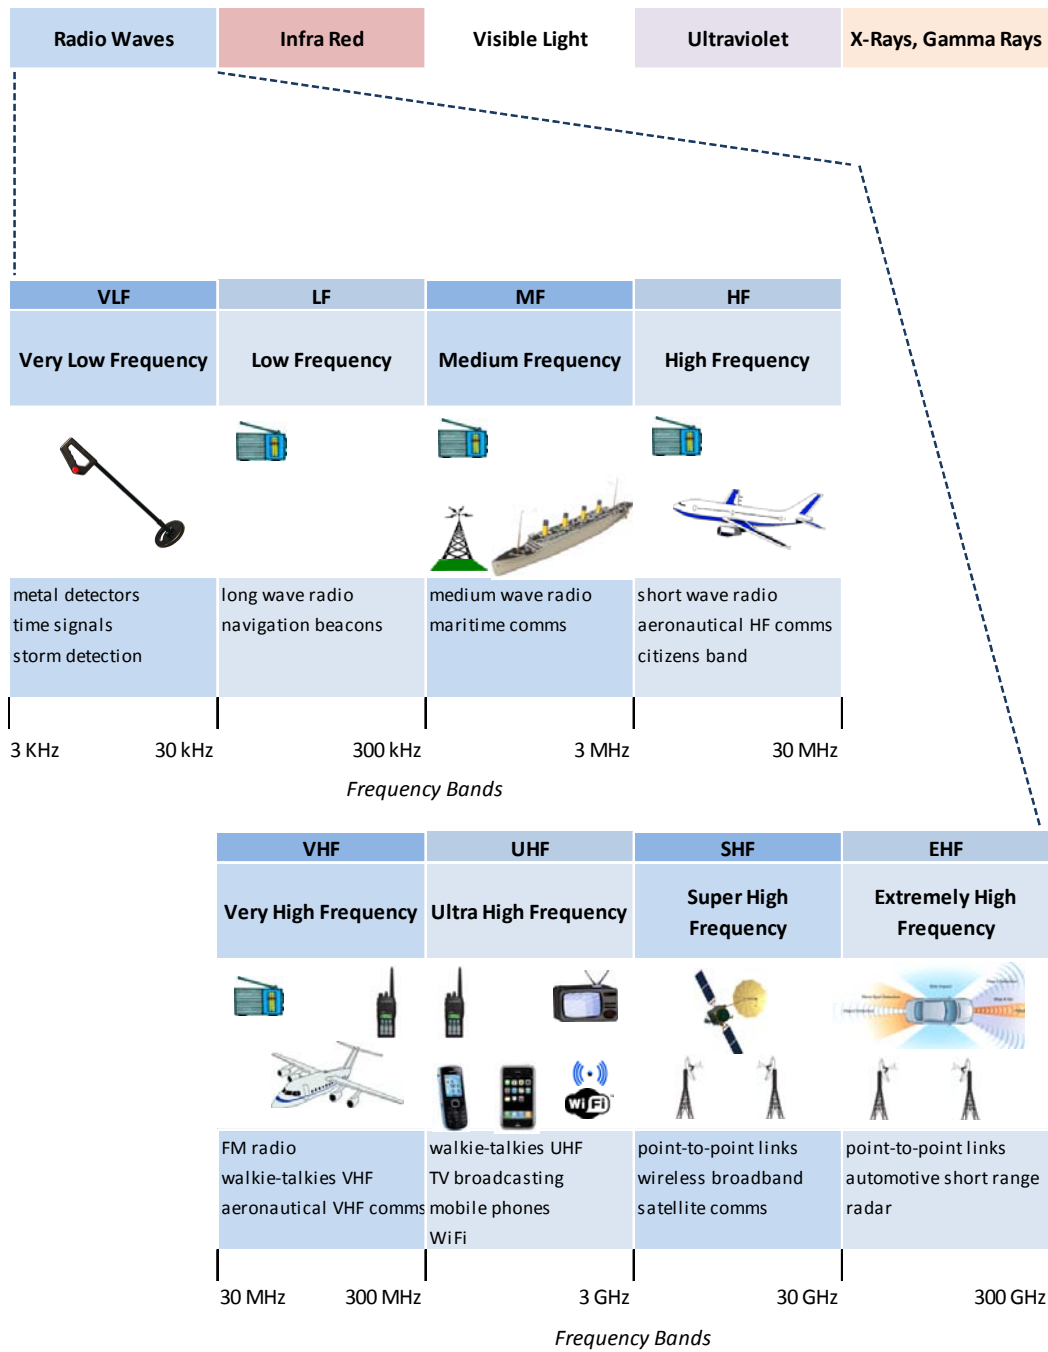 Radio Waves
Infra Red
Visible Light
Ultraviolet
X-Rays, Gamma Rays
VLF
LF
MF
HF
Very Low Frequency
Low Frequency
Medium Frequency
High Frequency
metal detectors
time signals
storm detection
long wave radio
navigation beacons
medium wave radio
maritime comms
short wave radio
aeronautical HF comms
citizens band
3 KHz
30 kHz
300 kHz
3 MHz
30 MHz
Frequency Bands
VHF
UHF
SHF
EHF
Very High Frequency
Ultra High Frequency
Super High
Frequency
Extremely High
Frequency
WiFi
FM radio
walkie-talkies VHF
aeronautical VHF comms
walkie-talkies UHF
TV broadcasting
mobile phones
WiFi
point-to-point links
wireless broadband
satellite comms
point-to-point links
automotive short range
radar
30 MHz
300 MHz
3 GHz
30 GHz
300 GHz
Frequency Bands